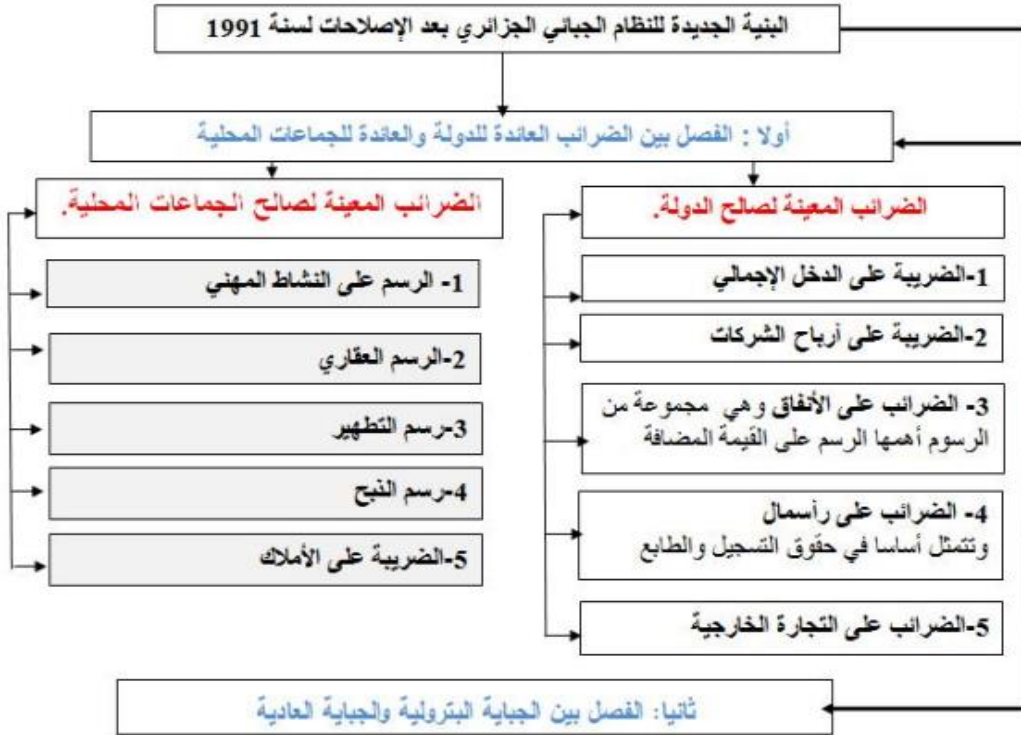 البنية الجديدة للنظام الجبائي الجزائري بعد الإصلاحات لسنة 1991
أولا : الفصل بين الضرائب العائدة للدولة والعائدة للجماعات المحلية
الضرائب المعينة لصالح الدولة.
1-الضريبة على الدخل الإجمالي
2-الضريبة على أرباح الشركات
3- الضرائب على الأنفاق وهي مجموعة من
الرسوم أهمها الرسم على القيمة المضافة
4- الضرائب على رأسمال
وتتمثل أساسا في حقوق التسجيل والطابع
5-الضرائب على التجارة الخارجية
الضرائب المعينة لصالح الجماعات المحلية.
1- الرسم على النشاط المهني
2-الرسم العقاري
3-رسم التطهير
4-رسم الذبح
5-الضريبة على الأملاك
ثانيا: الفصل بين الجباية البترولية والجباية العادية